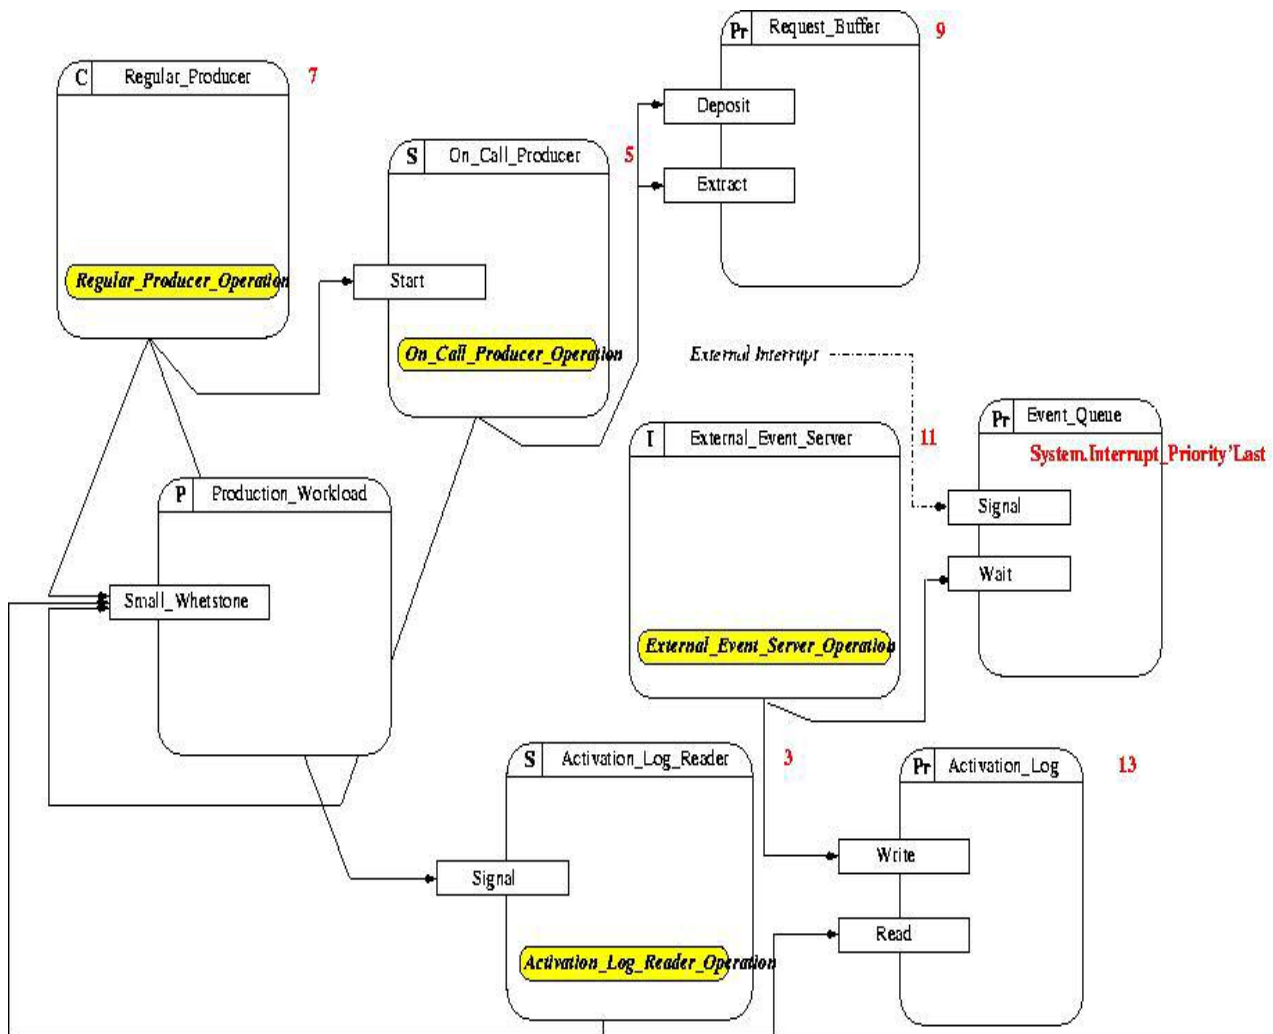 Pr Request_Buffer 9
C Regular_Producer 7
Deposit
S On_Call_Producer 5
Extract
Regular_Producer_Operation
Start
On_Call_Producer_Operation
External Interrupt
Pr Event_Queue
I External_Event_Server 11
System.Interrupt_Priority'Last
P Production_Workload
Signal
Wait
Small_Whetstone
External_Event_Server_Operation
S Activation_Log_Reader 3
Pr Activation_Log 13
Write
Signal
Read
Activation_Log_Reader_Operation